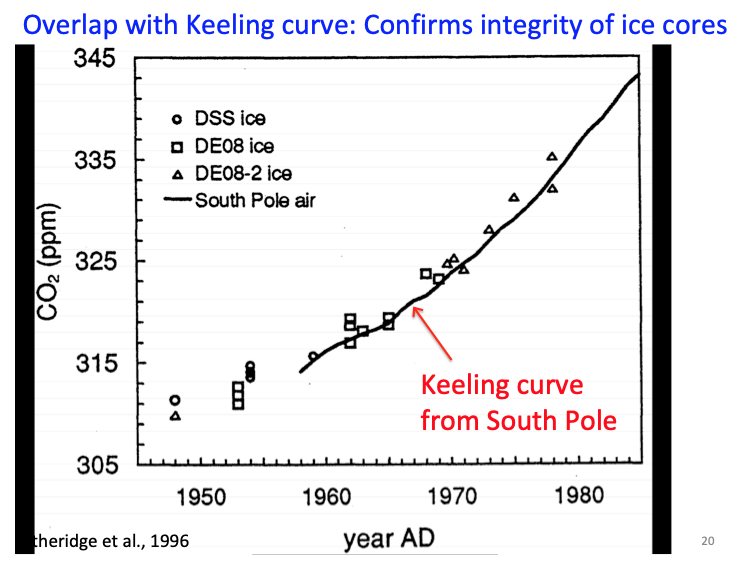 Overlap with Keeling curve: Confirms integrity of ice cores
345
DSS ice
DE08 ice
335
DE08-2 ice
South Pole air
CO₂ (ppm)
325
315
Keeling curve
from South Pole
305
1950 1960 1970 1980
theridge et al., 1996
year AD
20